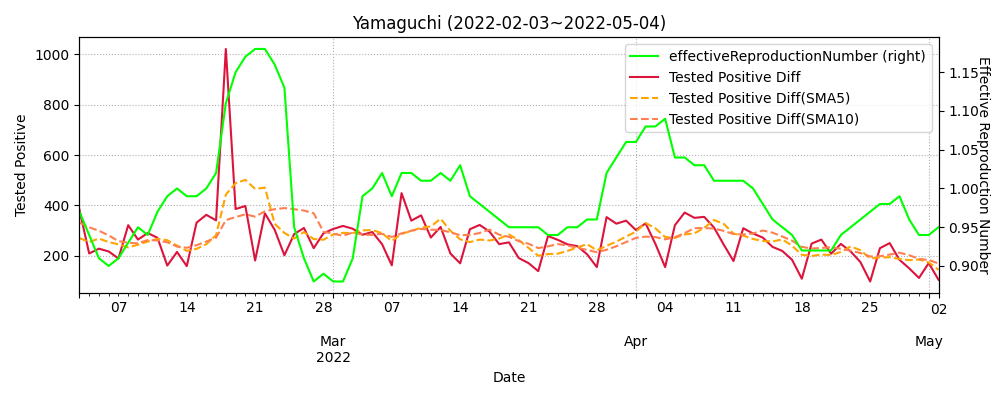 Yamaguchi (2022-02-03~2022-05-04)
effectiveReproductionNumber (right)
Tested Positive Diff
Tested Positive Diff(SMA5)
Tested Positive Diff(SMA10)
Tested Positive
1000
800
600
400
200
Effective Reproduction Number
1.15
1.10
1.05
1.00
0.95
0.90
07 14 21 28 07 14 21 28 04 11 18 25 02
Mar Apr May
2022
Date